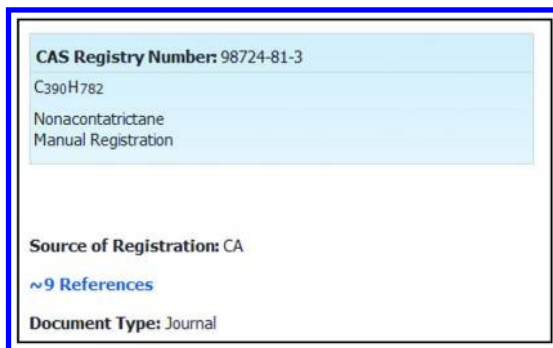 CAS Registry Number: 98724-81-3
C390H782
Nonacontatrictane
Manual Registration
Source of Registration: CA
~9 References
Document Type: Journal